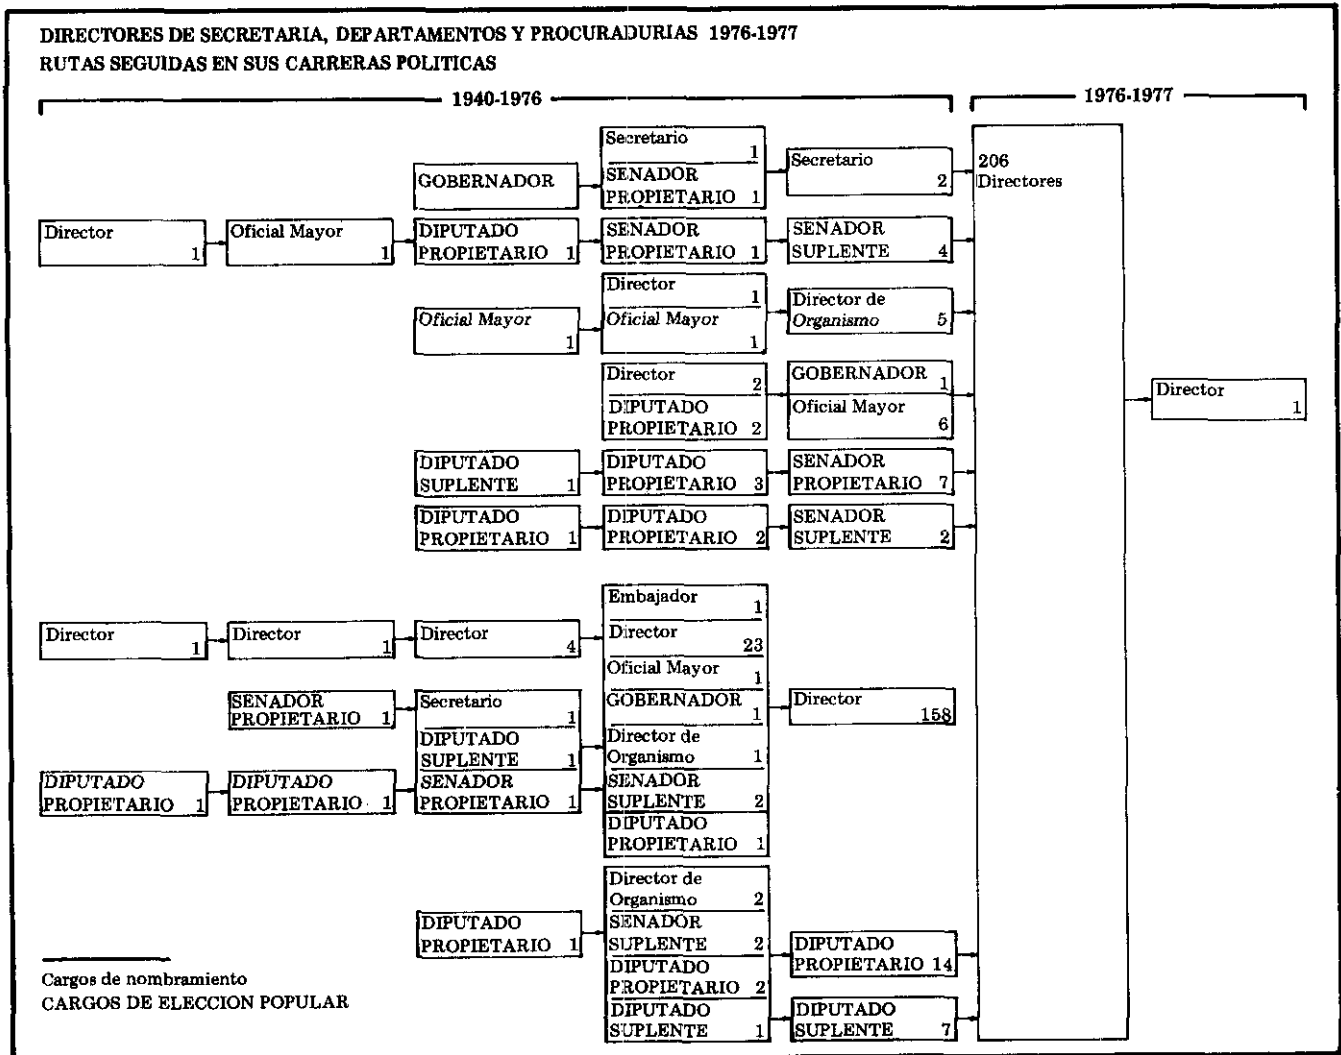 DIRECTORES DE SECRETARIA, DEPARTAMENTOS Y PROCURADURIAS 1976-1977
RUTAS SEGUIDAS EN SUS CARRERAS POLITICAS
1940-1976
1976-1977
GOBERNADOR
Secretario 1
SENADOR
PROPIETARIO 1
Secretario
2
206
Directores
Director
1
Oficial Mayor
1
DIPUTADO
PROPIETARIO 1
SENADOR
PROPIETARIO 1
SENADOR
SUPLENTE 4
Oficial Mayor
1
Director
1
Oficial Mayor
1
Director de
Organismo 5
Director
2
DIPUTADO
PROPIETARIO 2
GOBERNADOR 1
Oficial Mayor
6
Director
1
DIPUTADO
SUPLENTE 1
DIPUTADO
PROPIETARIO 3
SENADOR
PROPIETARIO 7
DIPUTADO
PROPIETARIO 1
DIPUTADO
PROPIETARIO 2
SENADOR
SUPLENTE 2
Director
1
Director
1
Director
4
Embajador
1
Director
23
Oficial Mayor
1
GOBERNADOR
1
Director de
Organismo 1
SENADOR
SUPLENTE 2
DIPUTADO
PROPIETARIO 1
Director
158
SENADOR
PROPIETARIO 1
Secretario
1
DIPUTADO
SUPLENTE 1
SENADOR
PROPIETARIO 1
DIPUTADO
PROPIETARIO 1
DIPUTADO
PROPIETARIO 1
DIPUTADO
PROPIETARIO 1
Director de
Organismo 2
SENADOR
SUPLENTE 2
DIPUTADO
PROPIETARIO 2
DIPUTADO
SUPLENTE 1
DIPUTADO
PROPIETARIO 14
DIPUTADO
SUPLENTE 7
Cargos de nombramiento
CARGOS DE ELECCION POPULAR